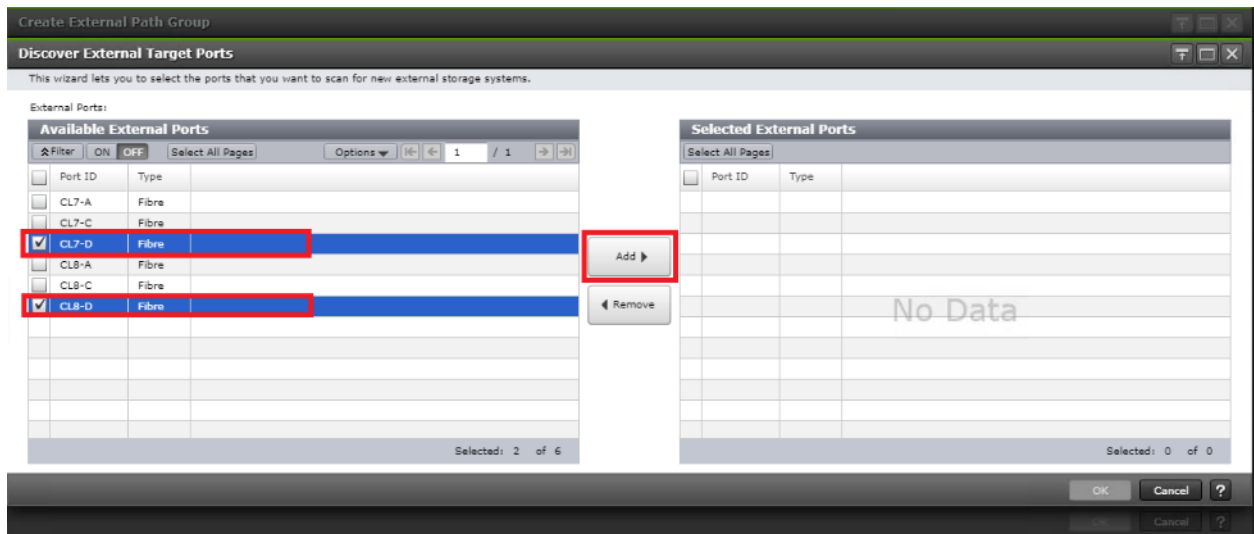 Create External Path Group
Discover External Target Ports
This wizard lets you to select the ports that you want to scan for new external storage systems.
External Ports:
Available External Ports
Filter ON OFF Select All Pages Options 1 / 1
Port ID Type
CL7-A Fibre
CL7-C Fibre
CL7-D Fibre
CL8-A Fibre
CL8-C Fibre
CL8-D Fibre
Selected: 2 of 6
Add
Remove
Selected External Ports
Select All Pages
Port ID Type
No Data
Selected: 0 of 0
OK Cancel ?
OK Cancel ?